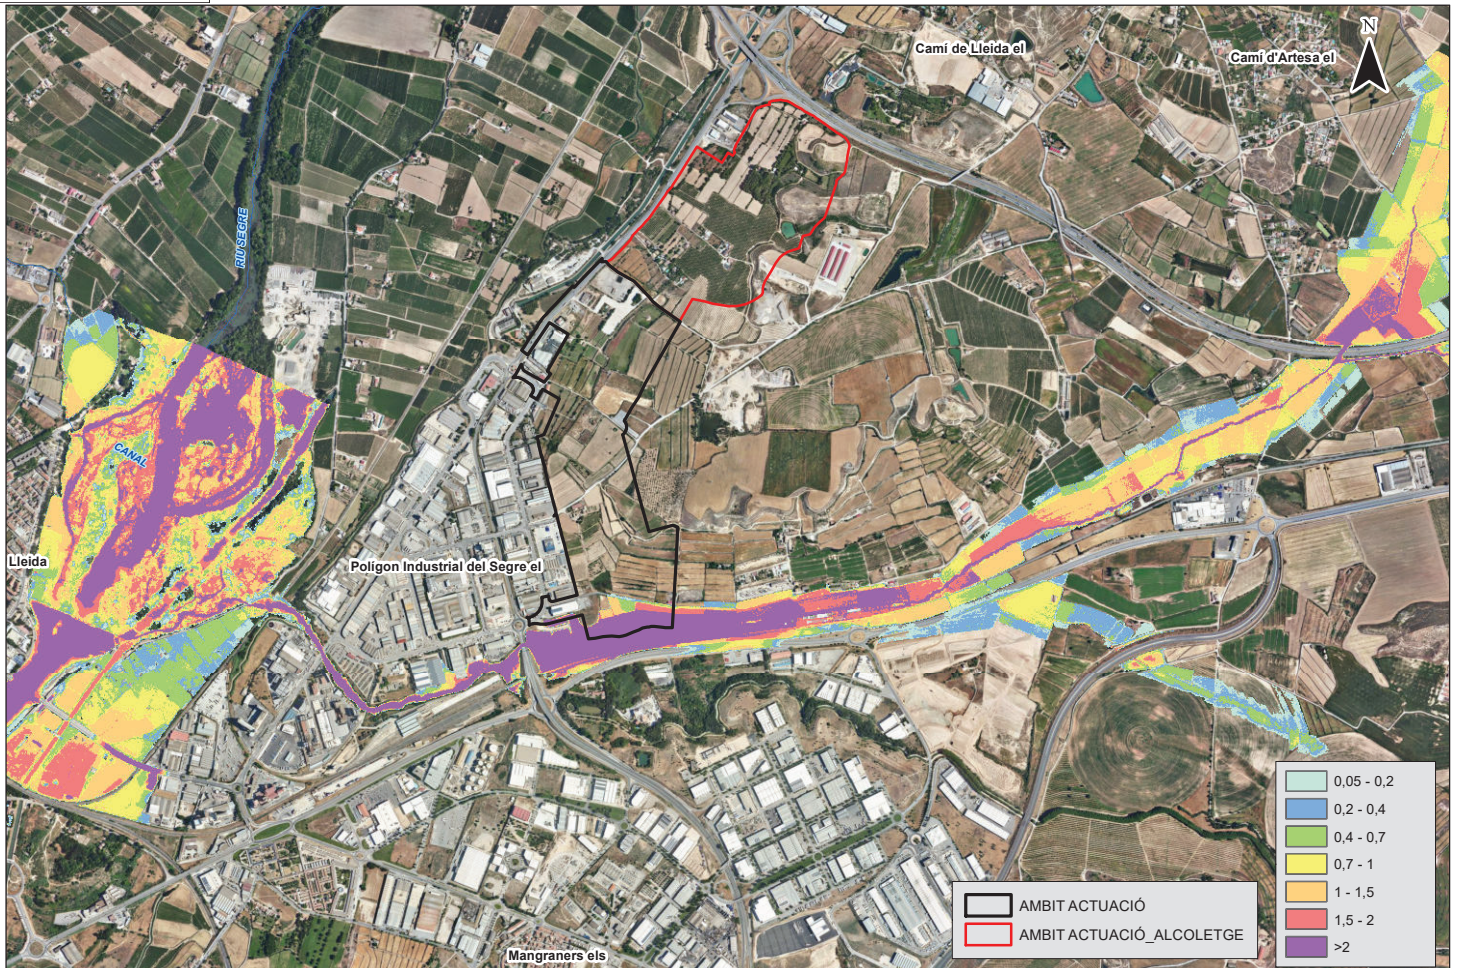 Camí de Lleida el
Camí d'Artesa el
N
RIU SEGRE
CANAL
Lleida
Polígon Industrial del Segre el
Mangraners els
0,05 - 0,2
0,2 - 0,4
0,4 - 0,7
0,7 - 1
1 - 1,5
1,5 - 2
>2
AMBIT ACTUACIÓ
AMBIT ACTUACIÓ_ALCOLETGE